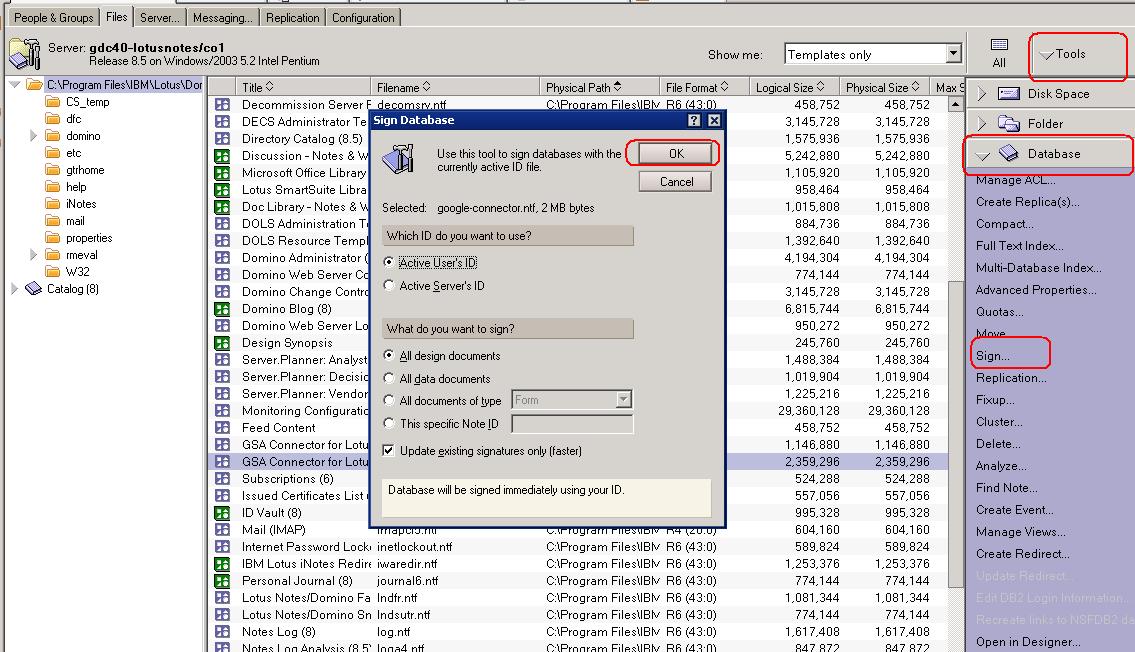 People & Groups Files Server... Messaging... Replication Configuration
Server: gdc40-lotusnotes/co1
Release 8.5 on Windows/2003 5.2 Intel Pentium
Show me: Templates only
All
Tools
C:\Program Files\IBM\Lotus\Dor
CS_temp
dfc
domino
etc
gtrhome
help
iNotes
mail
properties
rmeval
W32
Catalog (8)
Title Filename Physical Path File Format Logical Size Physical Size Max S
Decommission Server F decomsrv.ntf C:\Program Files\IBM R6 (43:0) 458,752 458,752
DECS Administrator Te 3,145,728 3,145,728
Directory Catalog (8.5) 1,575,936 1,575,936
Discussion - Notes & W 5,242,880 5,242,880
Microsoft Office Library 1,105,920 1,105,920
Lotus SmartSuite Libra 958,464 958,464
Doc Library - Notes & W 1,015,808 1,015,808
DOLS Administration T 884,736 884,736
DOLS Resource Templ 1,392,640 1,392,640
Domino Administrator ( 4,194,304 4,194,304
Domino Web Server Co 774,144 774,144
Domino Change Contro 3,145,728 3,145,728
Domino Blog (8) 6,815,744 6,815,744
Domino Web Server Lo 950,272 950,272
Design Synopsis 245,760 245,760
Server.Planner: Analyst 1,488,384 1,488,384
Server.Planner: Decisio 1,019,904 1,019,904
Server.Planner: Vendor 1,225,216 1,225,216
Monitoring Configuratio 29,360,128 29,360,128
Feed Content 458,752 458,752
GSA Connector for Lotu 1,146,880 1,146,880
GSA Connector for Lotu 2,359,296 2,359,296
Subscriptions (6) 524,288 524,288
Issued Certificates List 557,056 557,056
ID Vault (8) 995,328 995,328
Mail (IMAP) imapcl5.ntf C:\Program Files\IBM R4 (20:0) 604,160 604,160
Internet Password Lock inetlockout.ntf C:\Program Files\IBM R6 (43:0) 589,824 589,824
IBM Lotus iNotes Redire iwaredir.ntf C:\Program Files\IBM R6 (43:0) 1,253,376 1,253,376
Personal Journal (8) journal6.ntf C:\Program Files\IBM R6 (43:0) 774,144 774,144
Lotus Notes/Domino Fa lndfr.ntf C:\Program Files\IBM R6 (43:0) 1,081,344 1,081,344
Lotus Notes/Domino Sn lndsutr.ntf C:\Program Files\IBM R6 (43:0) 774,144 774,144
Notes Log (8) log.ntf C:\Program Files\IBM R6 (43:0) 1,617,408 1,617,408
Notes Log Analysis (8.5) loga4.ntf C:\Program Files\IBM R6 (43:0) 868,352 868,352
Sign Database
Use this tool to sign databases with the
currently active ID file.
OK
Cancel
Selected: google-connector.ntf, 2 MB bytes
Which ID do you want to use?
Active User's ID
Active Server's ID
What do you want to sign?
All design documents
All data documents
All documents of type Form
This specific Note ID
Update existing signatures only (faster)
Database will be signed immediately using your ID.
Disk Space
Folder
Database
Manage ACL...
Create Replica(s)...
Compact...
Full Text Index...
Multi-Database Index...
Advanced Properties...
Quotas...
Move...
Sign...
Replication...
Fixup...
Cluster...
Delete...
Analyze...
Find Note...
Create Event...
Manage Views...
Create Redirect...
Update Redirect...
Edit DB2 Login Information...
Recreate links to NSFDB2 da
Open in Designer...